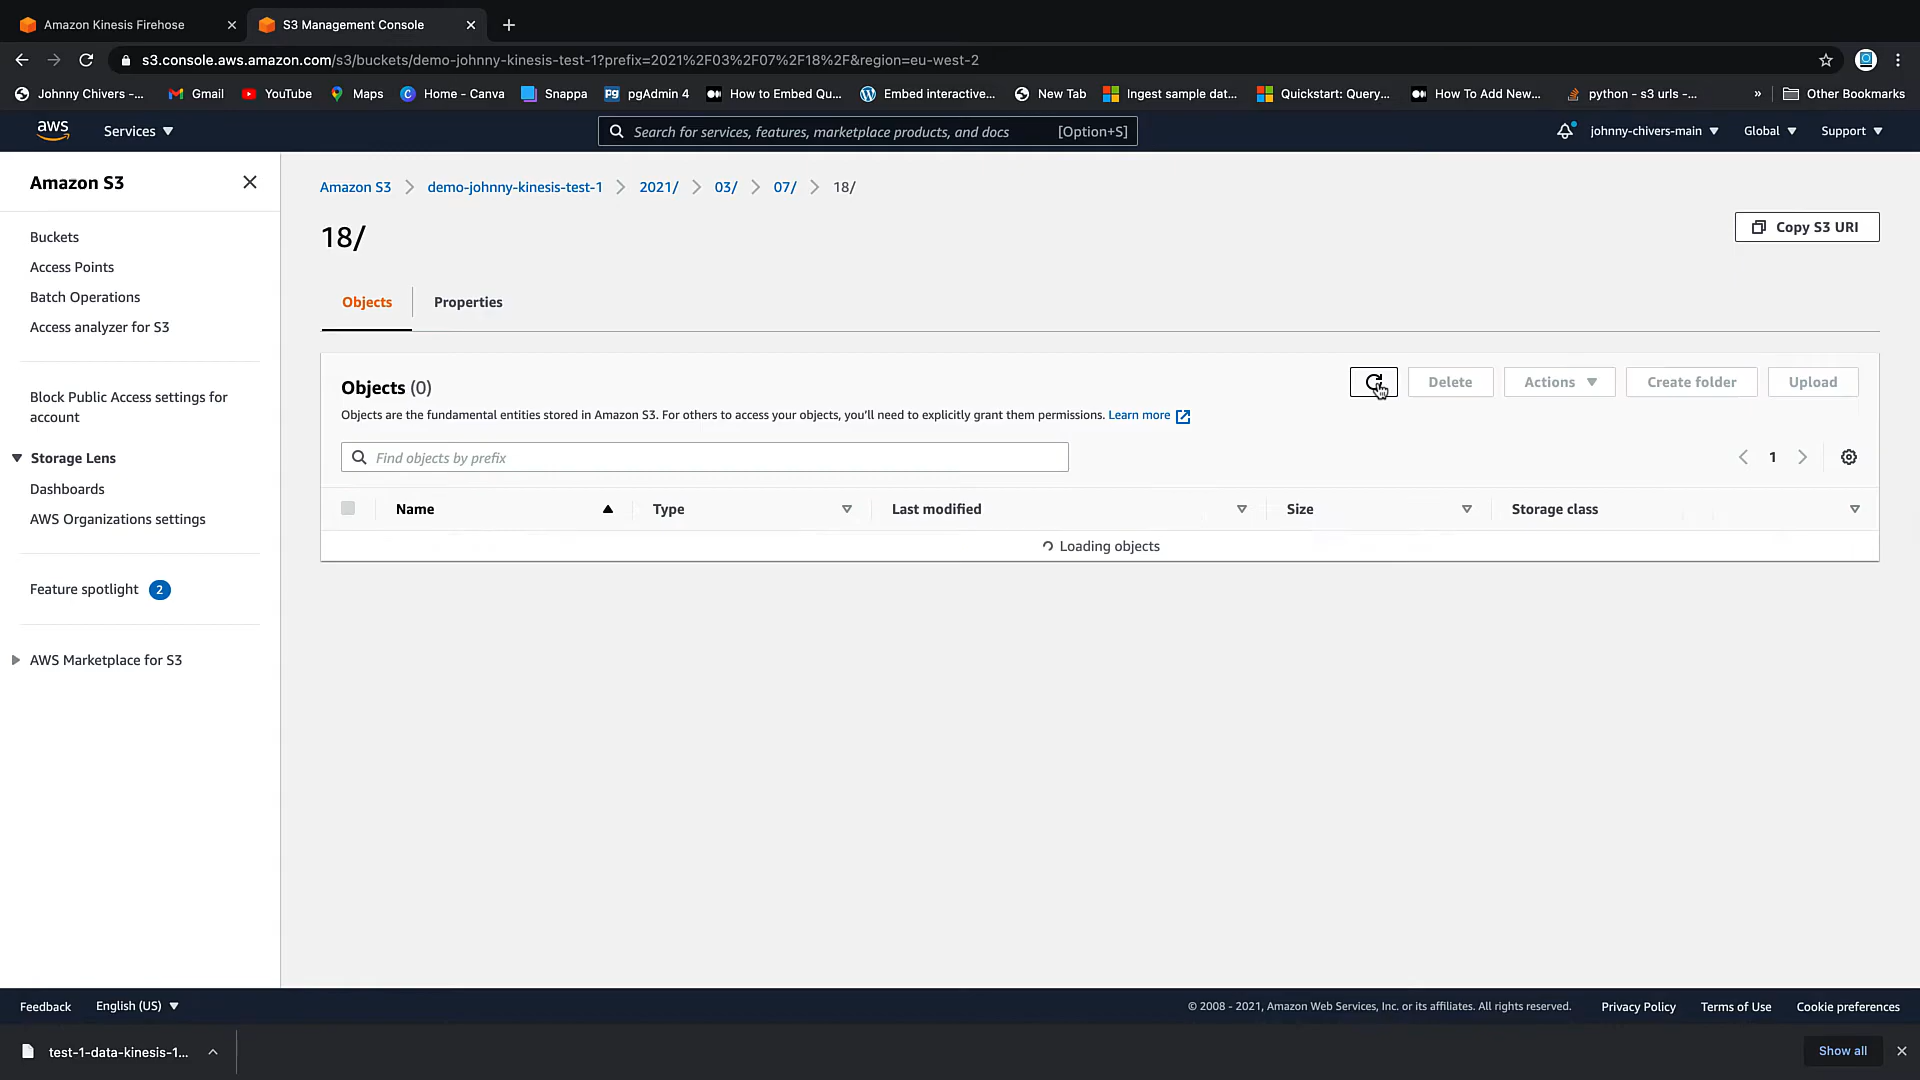 Amazon Kinesis Firehose
S3 Management Console
s3.console.aws.amazon.com/s3/buckets/demo-johnny-kinesis-test-1?prefix=2021%2F03%2F07%2F18%2F&region=eu-west-2
Johnny Chivers -... Gmail YouTube Maps Home - Canva Snappa pgAdmin 4 How to Embed Qu... Embed interactive... New Tab Ingest sample dat... Quickstart: Query... How To Add New... python - s3 urls -... » Other Bookmarks
aws Services Search for services, features, marketplace products, and docs [Option+S] johnny-chivers-main Global Support
Amazon S3
Buckets
Access Points
Batch Operations
Access analyzer for S3
Block Public Access settings for
account
Storage Lens
Dashboards
AWS Organizations settings
Feature spotlight 2
AWS Marketplace for S3
Amazon S3 demo-johnny-kinesis-test-1 2021/ 03/ 07/ 18/
18/
Copy S3 URI
Objects Properties
Objects (0)
Delete Actions Create folder Upload
Objects are the fundamental entities stored in Amazon S3. For others to access your objects, you'll need to explicitly grant them permissions. Learn more
Find objects by prefix
1
Name Type Last modified Size Storage class
Loading objects
Feedback English (US) © 2008 - 2021, Amazon Web Services, Inc. or its affiliates. All rights reserved. Privacy Policy Terms of Use Cookie preferences
test-1-data-kinesis-1... Show all